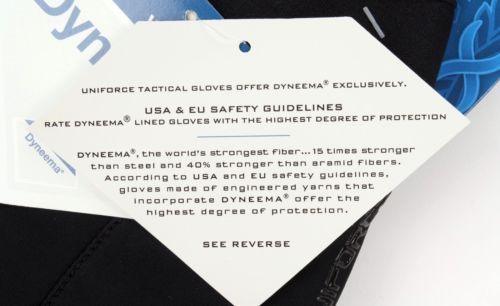 Dyn
Dyneema®
UNIFORCE TACTICAL GLOVES OFFER DYNEEMA® EXCLUSIVELY.
USA & EU SAFETY GUIDELINES
RATE DYNEEMA® LINED GLOVES WITH THE HIGHEST DEGREE OF PROTECTION
DYNEEMA®, the world's strongest fiber...15 times stronger
than steel and 40% stronger than aramid fibers.
According to USA and EU safety guidelines,
gloves made of engineered yarns that
incorporate DYNEEMA® offer the
highest degree of protection.
SEE REVERSE
IFOR